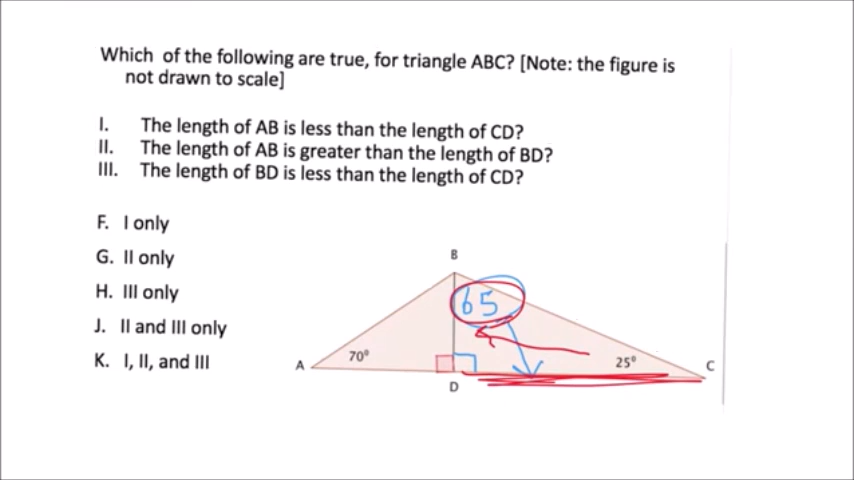 Which of the following are true, for triangle ABC? [Note: the figure is
not drawn to scale]
I. The length of AB is less than the length of CD?
II. The length of AB is greater than the length of BD?
III. The length of BD is less than the length of CD?
F. I only
G. II only
H. III only
J. II and III only
K. I, II, and III
B
65
A
70⁰
25⁰
C
D